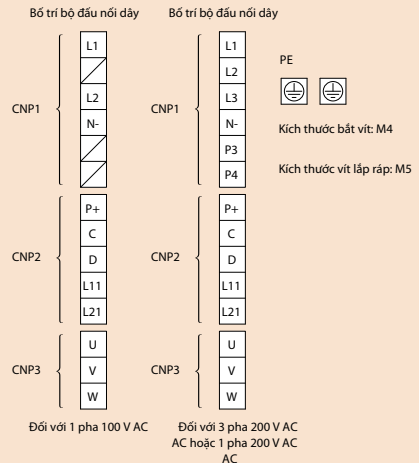 Bố trí bộ đấu nối dây
CNP1
L1
L2
N-
CNP2
P+
C
D
L11
L21
CNP3
U
V
W
Đối với 1 pha 100 V AC
Bố trí bộ đấu nối dây
CNP1
L1
L2
L3
N-
P3
P4
CNP2
P+
C
D
L11
L21
CNP3
U
V
W
Đối với 3 pha 200 V AC
AC hoặc 1 pha 200 V AC
AC
PE
Kích thước bắt vít: M4
Kích thước vít lắp ráp: M5